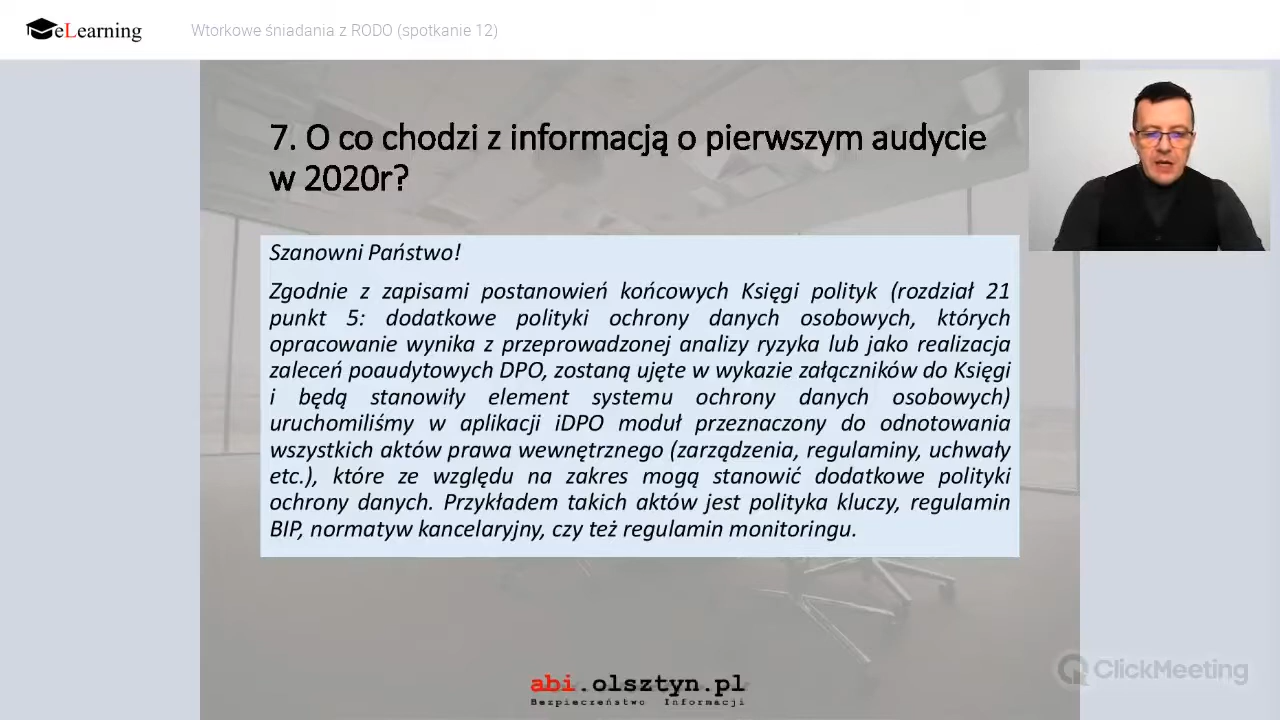 eLearning
Wtorkowe śniadania z RODO (spotkanie 12)
7. O co chodzi z informacją o pierwszym audycie
w 2020r?
Szanowni Państwo!
Zgodnie z zapisami postanowień końcowych Księgi polityk (rozdział 21
punkt 5: dodatkowe polityki ochrony danych osobowych, których
opracowanie wynika z przeprowadzonej analizy ryzyka lub jako realizacja
zaleceń poaudytowych DPO, zostaną ujęte w wykazie załączników do Księgi
i będą stanowiły element systemu ochrony danych osobowych)
uruchomiliśmy w aplikacji iDPO moduł przeznaczony do odnotowania
wszystkich aktów prawa wewnętrznego (zarządzenia, regulaminy, uchwały
etc.), które ze względu na zakres mogą stanowić dodatkowe polityki
ochrony danych. Przykładem takich aktów jest polityka kluczy, regulamin
BIP, normatyw kancelaryjny, czy też regulamin monitoringu.
ClickMeeting
abi.olsztyn.pl
Bezpieczeństwo Informacji